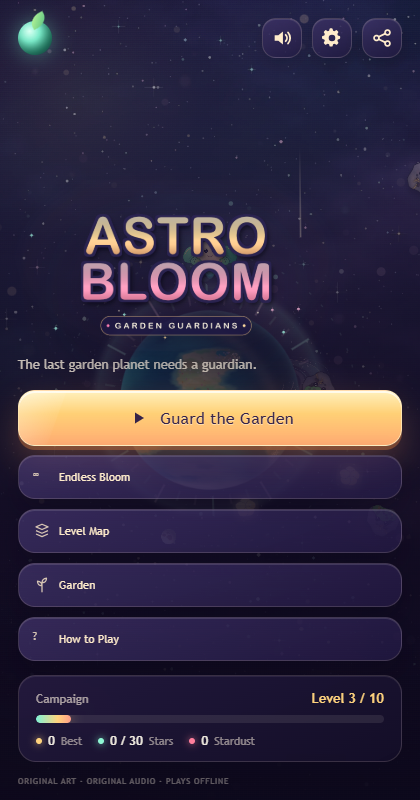 ASTRO
BLOOM
• GARDEN GUARDIANS •
The last garden planet needs a guardian.
Guard the Garden
∞ Endless Bloom
Level Map
Garden
? How to Play
Campaign Level 3 / 10
0 Best 0 / 30 Stars 0 Stardust
ORIGINAL ART · ORIGINAL AUDIO · PLAYS OFFLINE